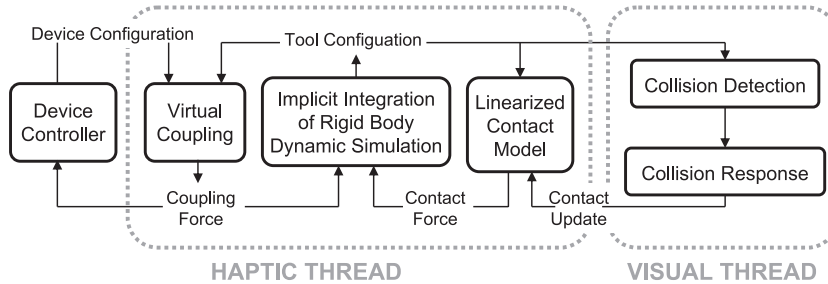 Device Configuration
Tool Configuation
Device
Controller
Virtual
Coupling
Implicit Integration
of Rigid Body
Dynamic Simulation
Linearized
Contact
Model
Collision Detection
Collision Response
Coupling
Force
Contact
Force
Contact
Update
HAPTIC THREAD
VISUAL THREAD